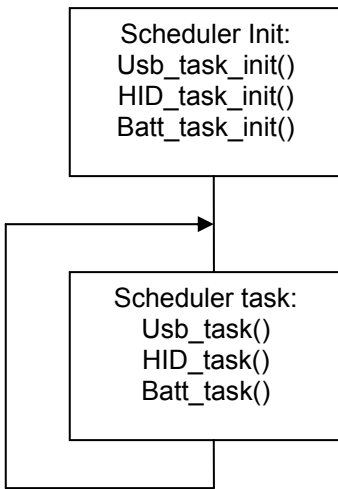 Scheduler Init:
Usb_task_init()
HID_task_init()
Batt_task_init()
Scheduler task:
Usb_task()
HID_task()
Batt_task()